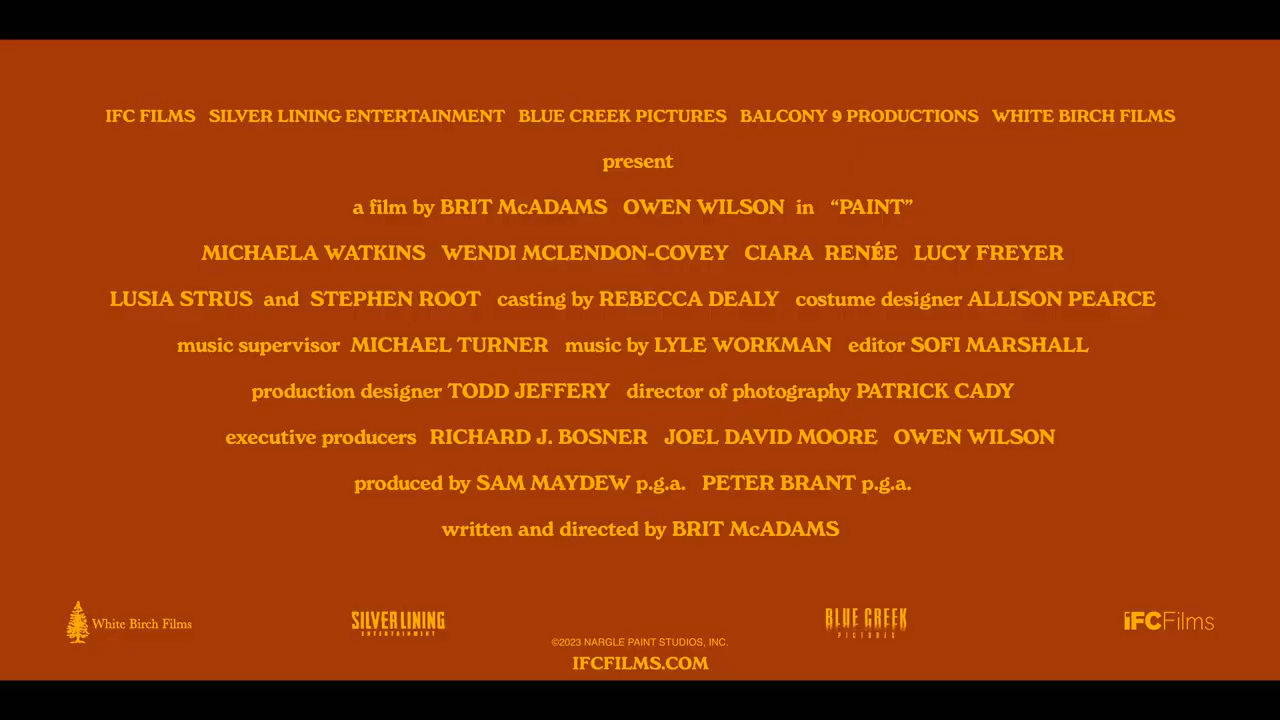 IFC FILMS SILVER LINING ENTERTAINMENT BLUE CREEK PICTURES BALCONY 9 PRODUCTIONS WHITE BIRCH FILMS
present
a film by BRIT McADAMS OWEN WILSON in “PAINT”
MICHAELA WATKINS WENDI MCLENDON-COVEY CIARA RENÉE LUCY FREYER
LUSIA STRUS and STEPHEN ROOT casting by REBECCA DEALY costume designer ALLISON PEARCE
music supervisor MICHAEL TURNER music by LYLE WORKMAN editor SOFI MARSHALL
production designer TODD JEFFERY director of photography PATRICK CADY
executive producers RICHARD J. BOSNER JOEL DAVID MOORE OWEN WILSON
produced by SAM MAYDEW p.g.a. PETER BRANT p.g.a.
written and directed by BRIT McADAMS
White Birch Films
SILVER LINING
ENTERTAINMENT
BLUE CREEK
PICTURES
iFC Films
©2023 NARGLE PAINT STUDIOS, INC.
IFCFILMS.COM